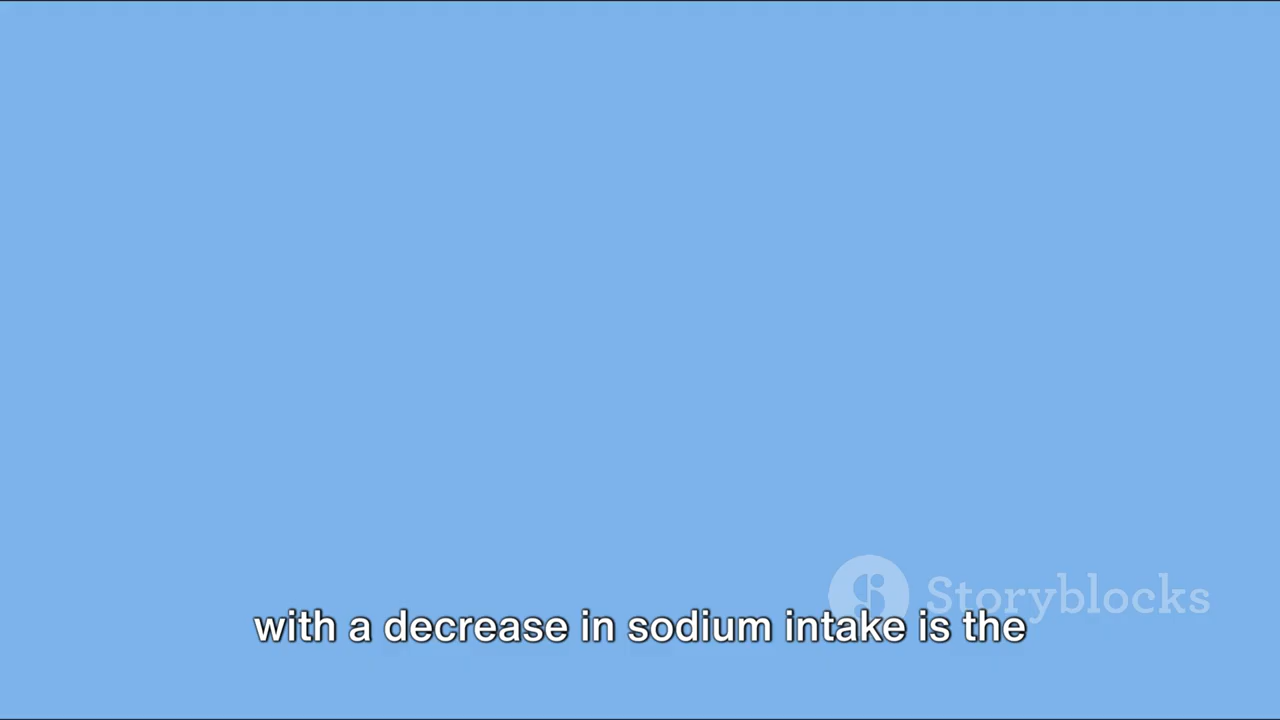 Storyblocks
with a decrease in sodium intake is the